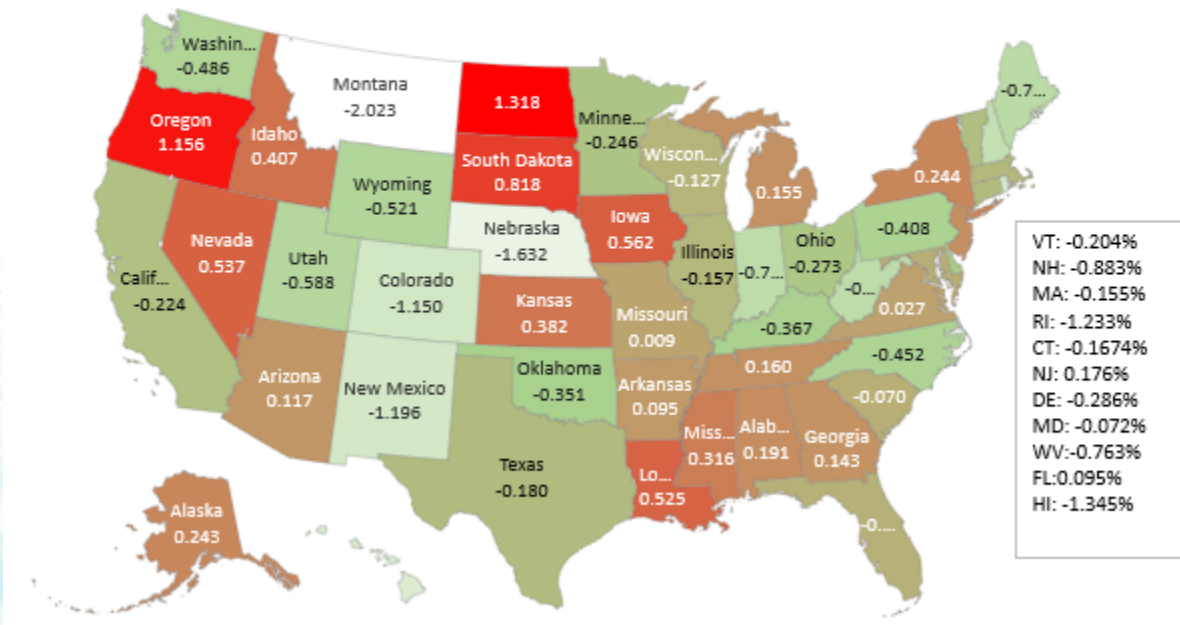 Washin...
-0.486
Montana
-2.023
1.318
Minne...
-0.246
-0.7...
Oregon
1.156
Idaho
0.407
South Dakota
0.818
Wiscon...
-0.127
0.155
0.244
Wyoming
-0.521
Nebraska
-1.632
Iowa
0.562
-0.408
Nevada
0.537
Utah
-0.588
Colorado
-1.150
Illinois
-0.157
-0.7...
Ohio
-0.273
-0....
Calif...
-0.224
Kansas
0.382
Missouri
0.009
-0.367
0.027
Arizona
0.117
New Mexico
-1.196
Oklahoma
-0.351
Arkansas
0.095
0.160
-0.452
-0.070
Texas
-0.180
Lo...
0.525
Miss...
0.316
Alab...
0.191
Georgia
0.143
-0....
Alaska
0.243
VT: -0.204%
NH: -0.883%
MA: -0.155%
RI: -1.233%
CT: -0.1674%
NJ: 0.176%
DE: -0.286%
MD: -0.072%
WV:-0.763%
FL:0.095%
HI: -1.345%